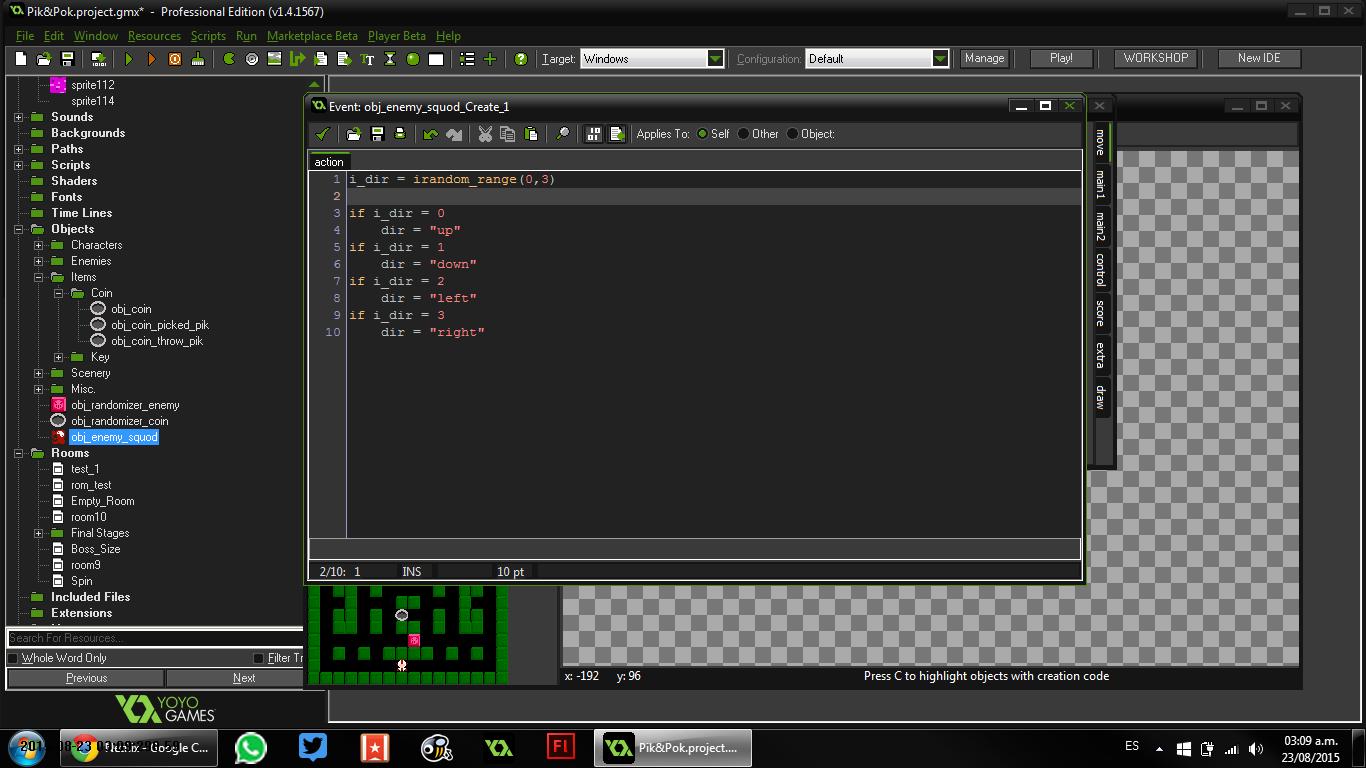 Pik&Pok.project.gmx* - Professional Edition (v1.4.1567)
File Edit Window Resources Scripts Run Marketplace Beta Player Beta Help
Target: Windows Configuration: Default Manage Play! WORKSHOP New IDE
sprite112
sprite114
Sounds
Backgrounds
Paths
Scripts
Shaders
Fonts
Time Lines
Objects
Characters
Enemies
Items
Coin
obj_coin
obj_coin_picked_pik
obj_coin_throw_pik
Key
Scenery
Misc.
obj_randomizer_enemy
obj_randomizer_coin
obj_enemy_squod
Rooms
test_1
rom_test
Empty_Room
room10
Final Stages
Boss_Size
room9
Spin
Included Files
Extensions
Search For Resources...
Whole Word Only Filter Tr
Previous Next
YOYO
GAMES
Event: obj_enemy_squod_Create_1
Applies To: Self Other Object:
action
1 i_dir = irandom_range(0,3)
2
3 if i_dir = 0
4 dir = "up"
5 if i_dir = 1
6 dir = "down"
7 if i_dir = 2
8 dir = "left"
9 if i_dir = 3
10 dir = "right"
2/10: 1 INS 10 pt
move
main1
main2
control
score
extra
draw
x: -192 y: 96 Press C to highlight objects with creation code
- Google C...
Fl
Pik&Pok.project....
ES
03:09 a.m.
23/08/2015